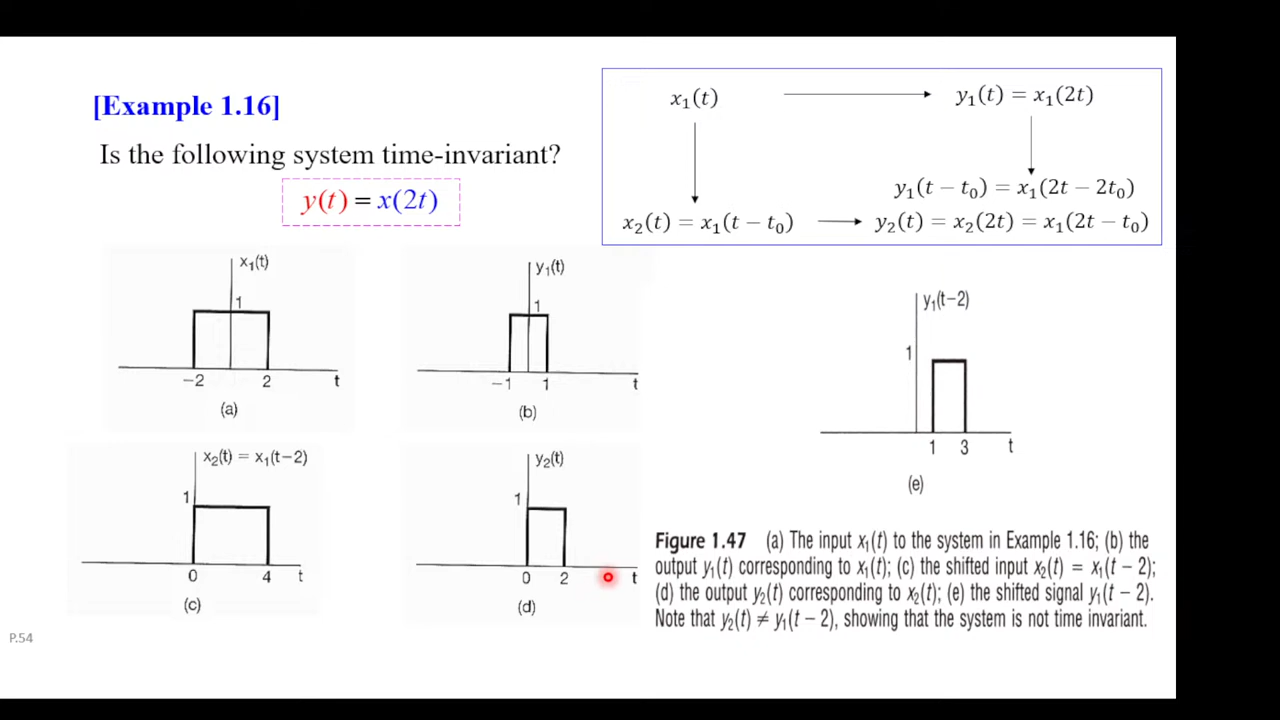 [Example 1.16]
Is the following system time-invariant?
y(t) = x(2t)
x₁(t)
y₁(t) = x₁(2t)
y₁(t − t₀) = x₁(2t − 2t₀)
x₂(t) = x₁(t − t₀)
y₂(t) = x₂(2t) = x₁(2t − t₀)
x₁(t)
1
−2 2 t
(a)
y₁(t)
1
−1 1 t
(b)
x₂(t) = x₁(t−2)
1
0 4 t
(c)
y₂(t)
1
0 2 t
(d)
y₁(t−2)
1
1 3 t
(e)
Figure 1.47 (a) The input x₁(t) to the system in Example 1.16; (b) the
output y₁(t) corresponding to x₁(t); (c) the shifted input x₂(t) = x₁(t − 2);
(d) the output y₂(t) corresponding to x₂(t); (e) the shifted signal y₁(t − 2).
Note that y₂(t) ≠ y₁(t − 2), showing that the system is not time invariant.
P.54